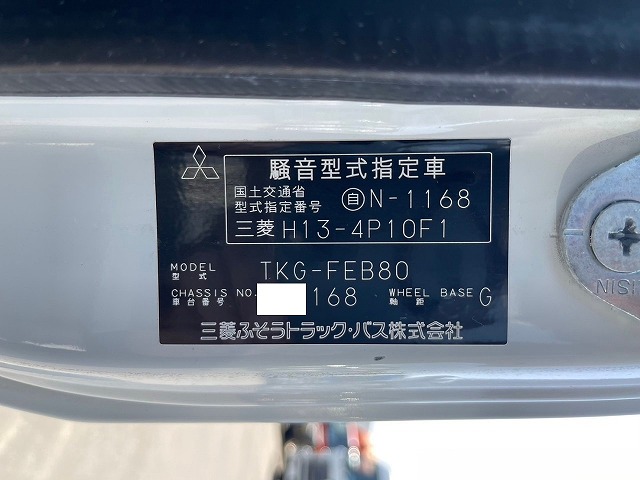 騒音型式指定車
国土交通省
型式指定番号
自N-1168
三菱 H13-4P10F1
MODEL
型式
TKG-FEB80
CHASSIS NO.
車台番号
168
WHEEL BASE
軸距
G
三菱ふそうトラック・バス株式会社
NISI